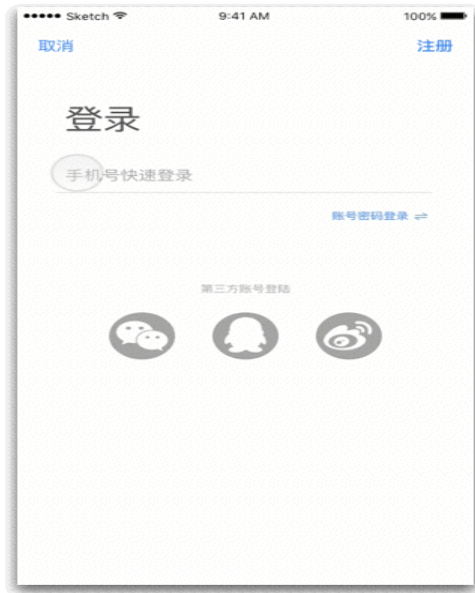 ●●●●● Sketch 9:41 AM 100%
取消 注册
登录
手机号快速登录
账号密码登录 ⇌
第三方账号登陆